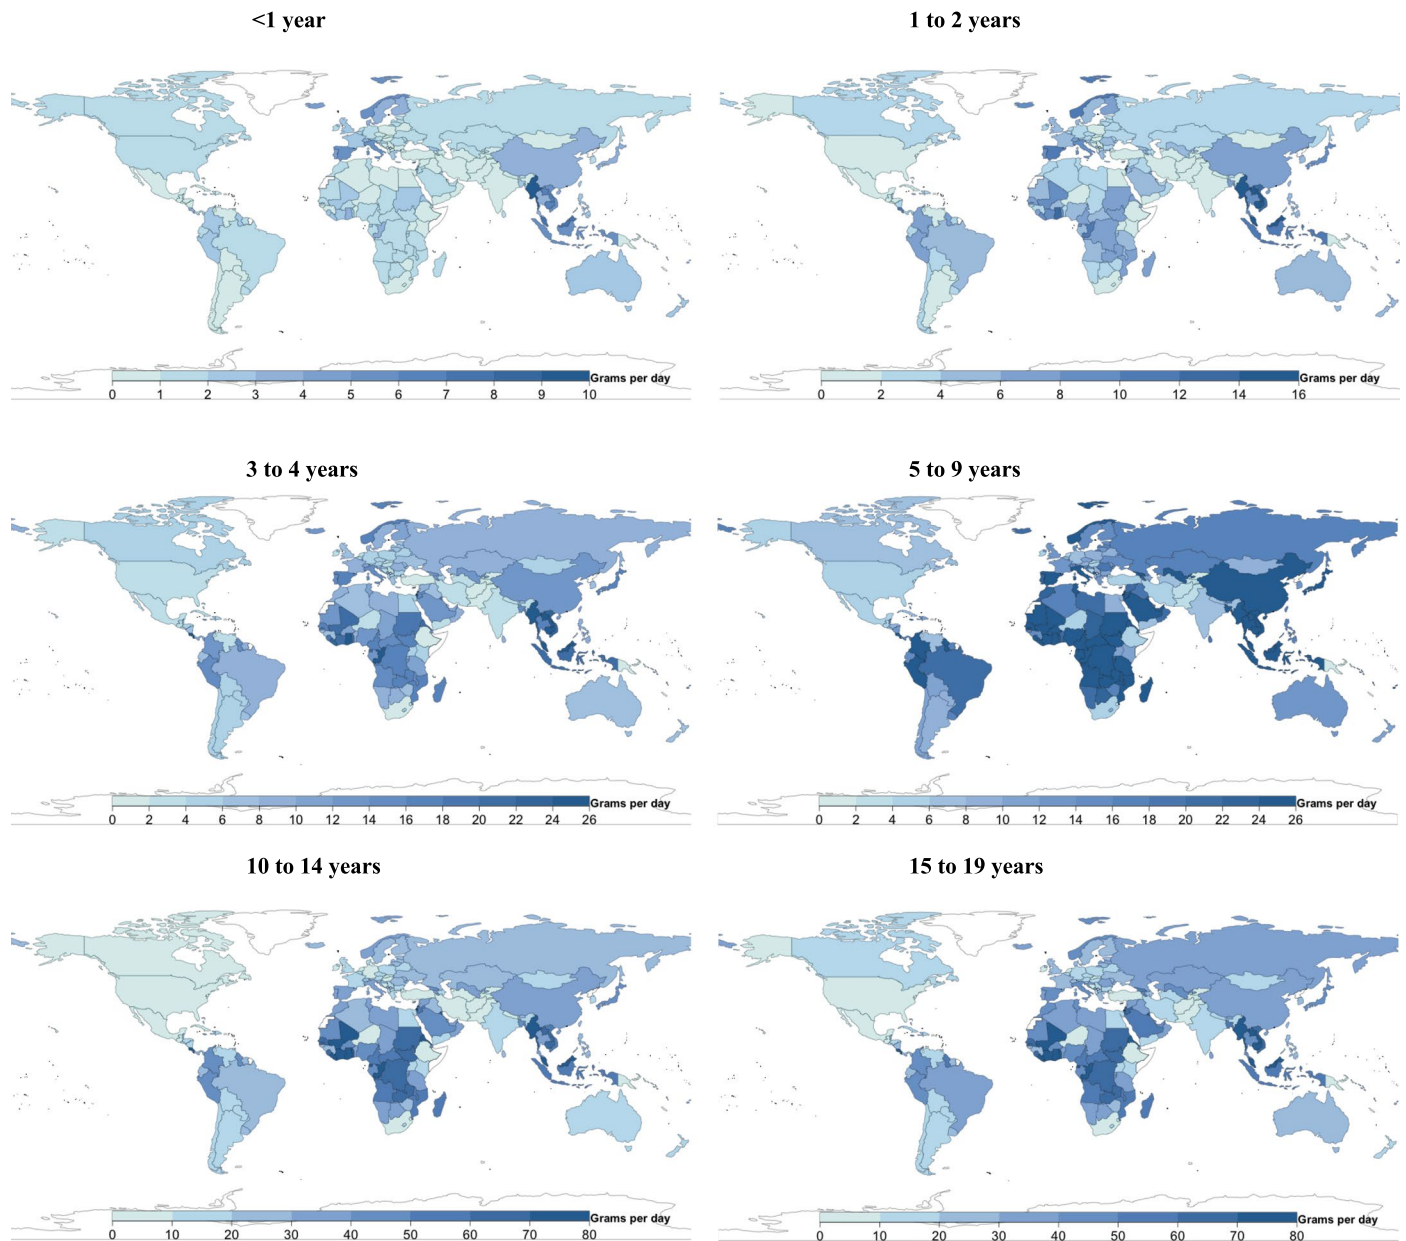 <1 year
1 to 2 years
Grams per day
0 1 2 3 4 5 6 7 8 9 10
Grams per day
0 2 4 6 8 10 12 14 16
3 to 4 years
5 to 9 years
Grams per day
0 2 4 6 8 10 12 14 16 18 20 22 24 26
Grams per day
0 2 4 6 8 10 12 14 16 18 20 22 24 26
10 to 14 years
15 to 19 years
Grams per day
0 10 20 30 40 50 60 70 80
Grams per day
0 10 20 30 40 50 60 70 80